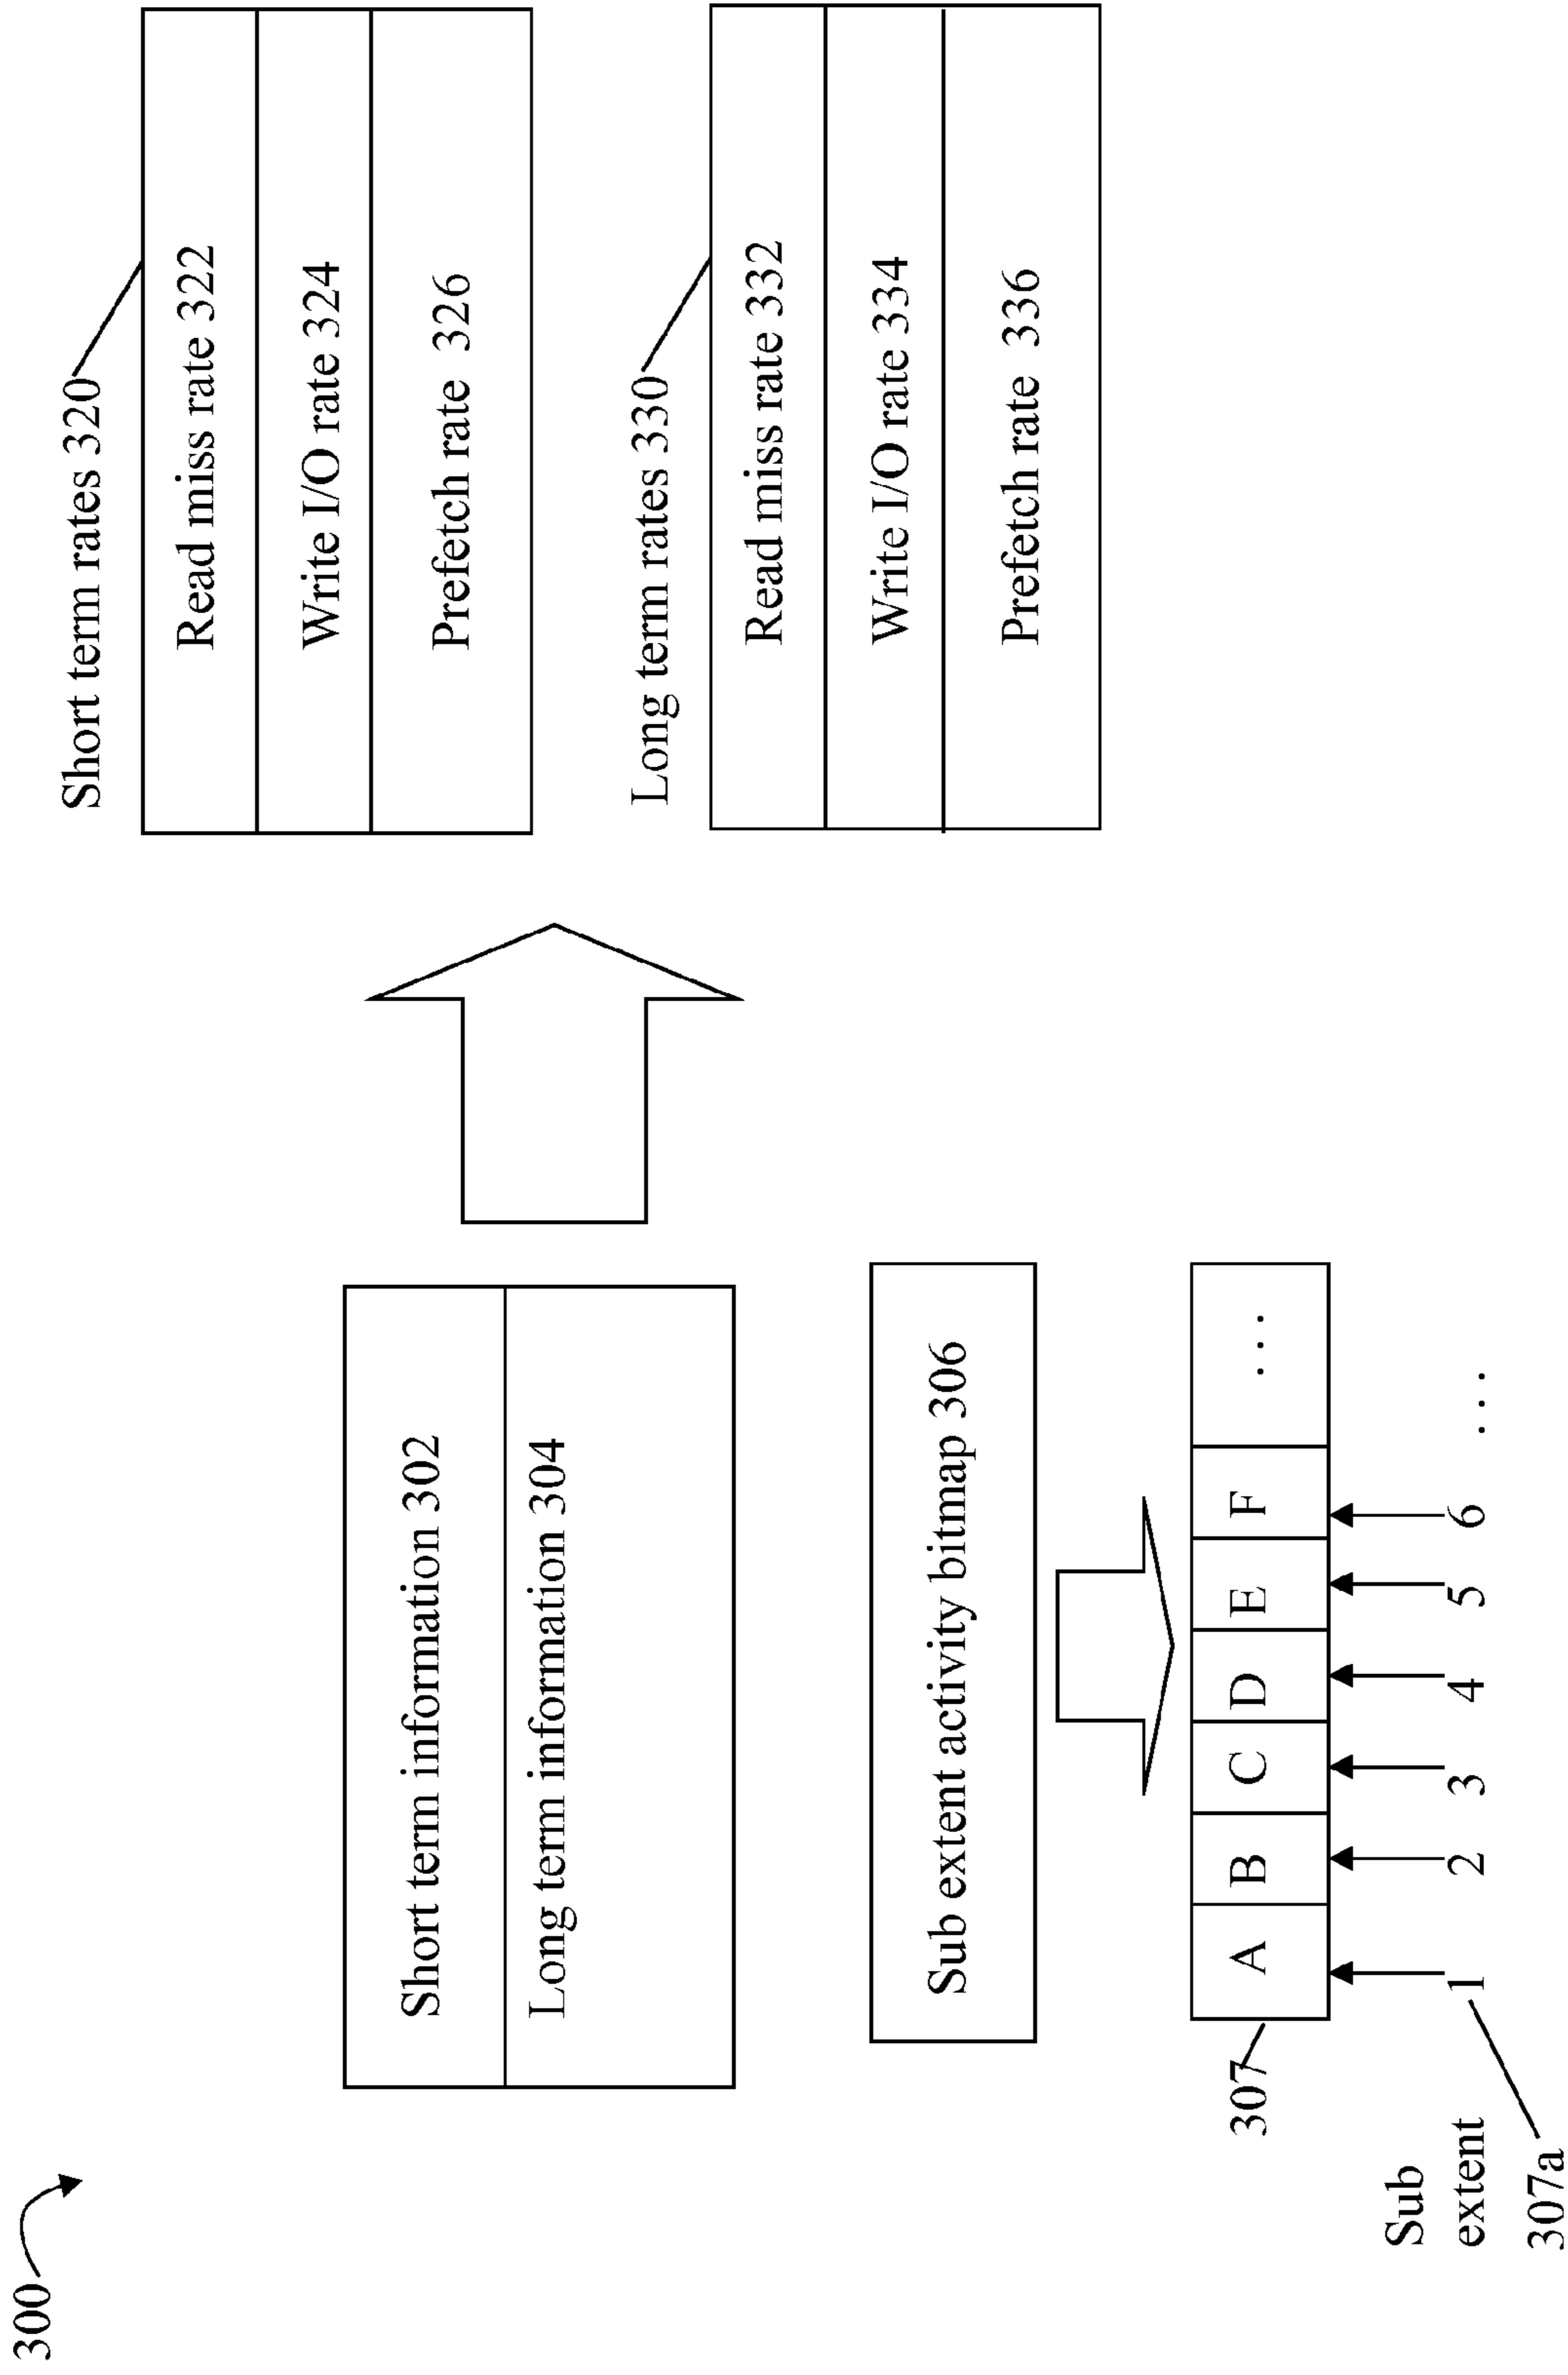 300
Short term rates 320
Read miss rate 322
Write I/O rate 324
Prefetch rate 326
Short term information 302
Long term information 304
Long term rates 330
Read miss rate 332
Write I/O rate 334
Prefetch rate 336
Sub extent activity bitmap 306
307
A B C D E F ...
Sub
extent
1 2 3 4 5 6 ...
307a